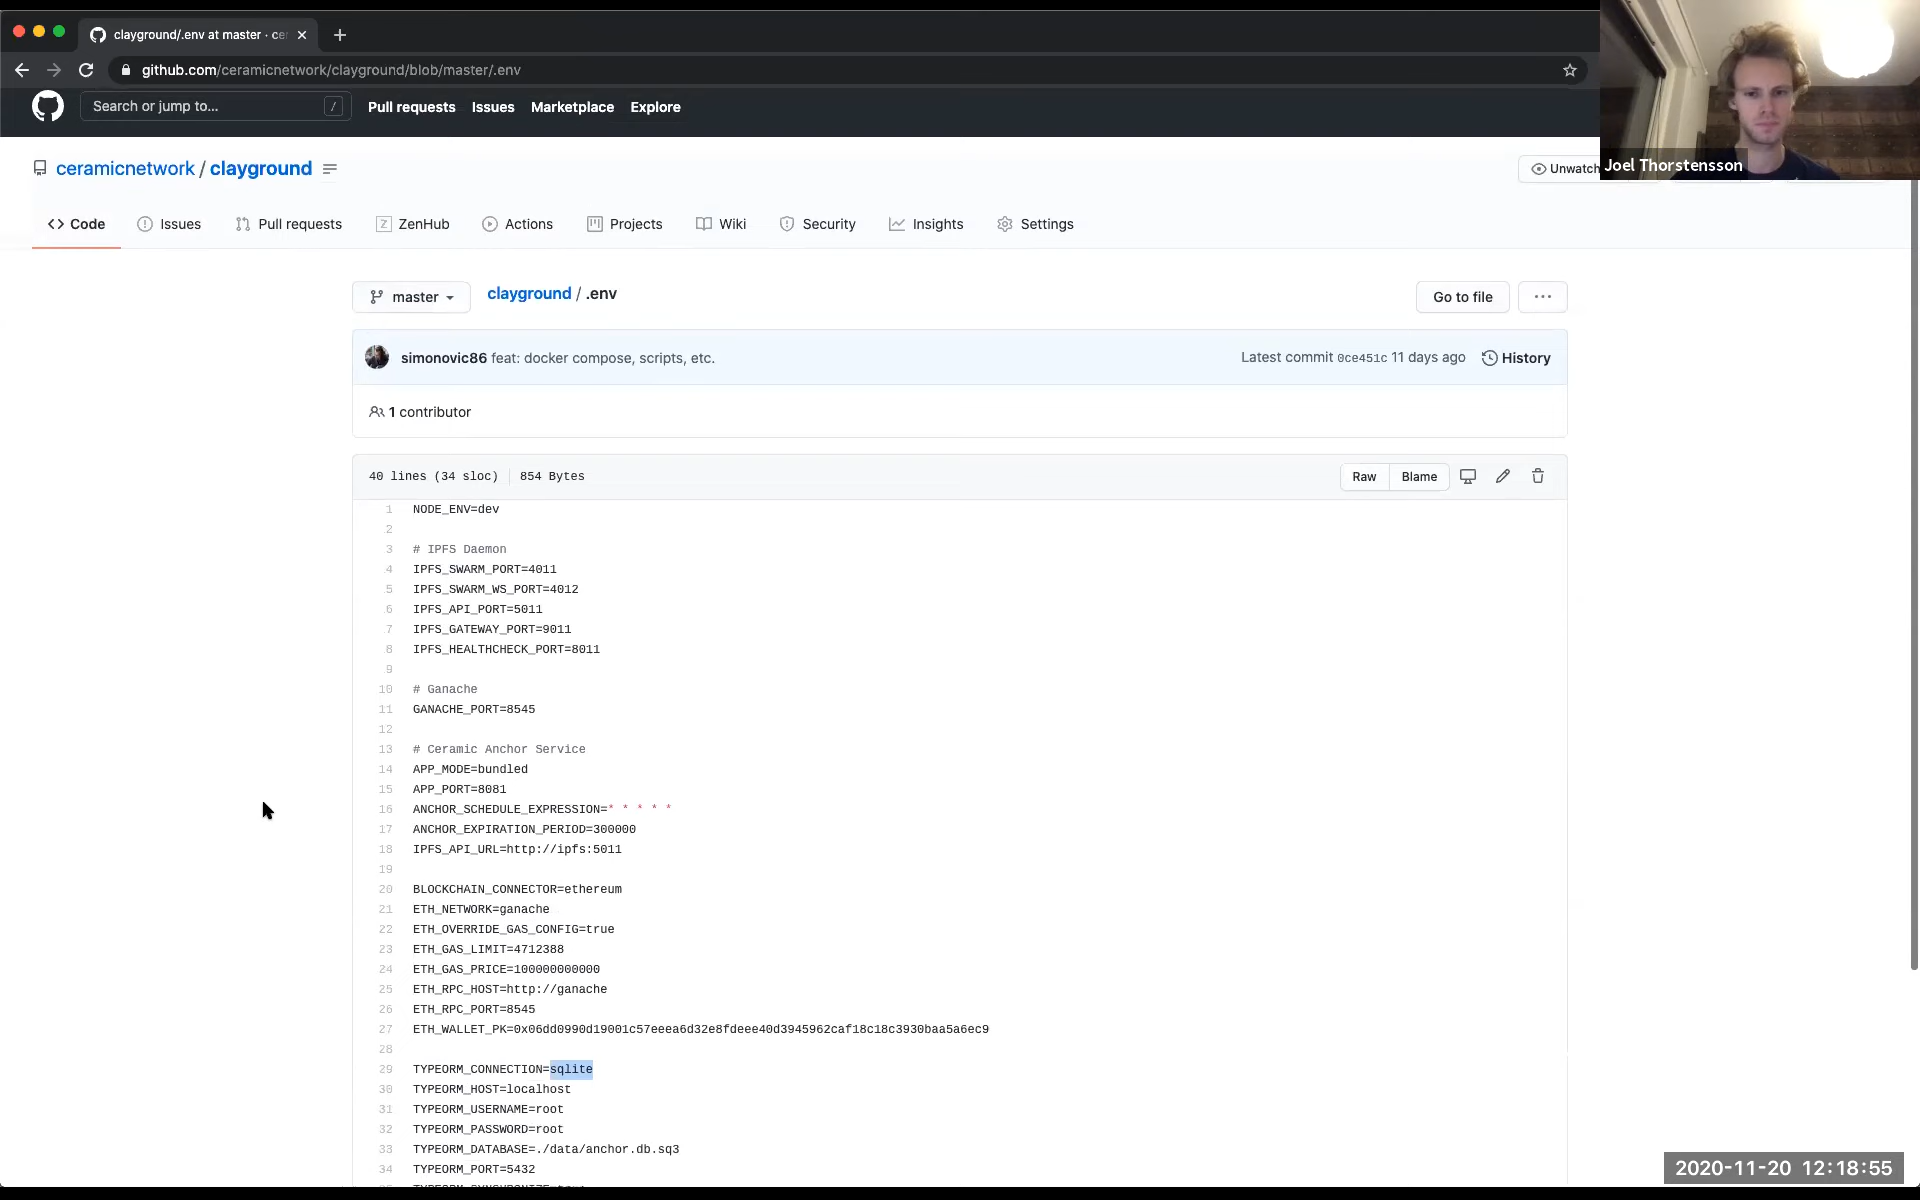 clayground/.env at master · ce
github.com/ceramicnetwork/clayground/blob/master/.env
Search or jump to... /
Pull requests Issues Marketplace Explore
Joel Thorstensson
ceramicnetwork / clayground
Unwatch
Code Issues Pull requests ZenHub Actions Projects Wiki Security Insights Settings
master clayground / .env Go to file ...
simonovic86 feat: docker compose, scripts, etc. Latest commit 0ce451c 11 days ago History
1 contributor
40 lines (34 sloc) 854 Bytes Raw Blame
1 NODE_ENV=dev
2
3 # IPFS Daemon
4 IPFS_SWARM_PORT=4011
5 IPFS_SWARM_WS_PORT=4012
6 IPFS_API_PORT=5011
7 IPFS_GATEWAY_PORT=9011
8 IPFS_HEALTHCHECK_PORT=8011
9
10 # Ganache
11 GANACHE_PORT=8545
12
13 # Ceramic Anchor Service
14 APP_MODE=bundled
15 APP_PORT=8081
16 ANCHOR_SCHEDULE_EXPRESSION=* * * * *
17 ANCHOR_EXPIRATION_PERIOD=300000
18 IPFS_API_URL=http://ipfs:5011
19
20 BLOCKCHAIN_CONNECTOR=ethereum
21 ETH_NETWORK=ganache
22 ETH_OVERRIDE_GAS_CONFIG=true
23 ETH_GAS_LIMIT=4712388
24 ETH_GAS_PRICE=100000000000
25 ETH_RPC_HOST=http://ganache
26 ETH_RPC_PORT=8545
27 ETH_WALLET_PK=0x06dd0990d19001c57eeea6d32e8fdeee40d3945962caf18c18c3930baa5a6ec9
28
29 TYPEORM_CONNECTION=sqlite
30 TYPEORM_HOST=localhost
31 TYPEORM_USERNAME=root
32 TYPEORM_PASSWORD=root
33 TYPEORM_DATABASE=./data/anchor.db.sq3
34 TYPEORM_PORT=5432
2020-11-20 12:18:55